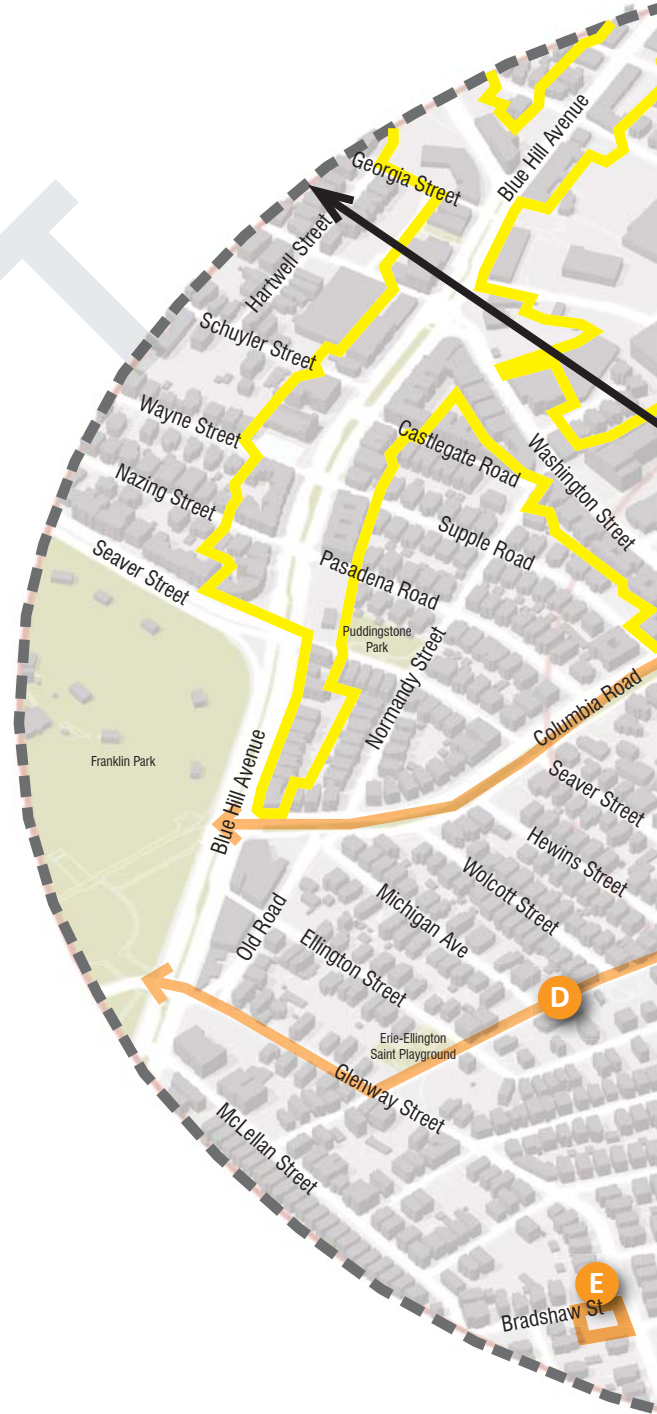 Blue Hill Avenue
Georgia Street
Hartwell Street
Schuyler Street
Wayne Street
Castlegate Road
Washington Street
Nazing Street
Supple Road
Seaver Street
Pasadena Road
Puddingstone
Park
Normandy Street
Columbia Road
Franklin Park
Blue Hill Avenue
Seaver Street
Hewins Street
Wolcott Street
Michigan Ave
Old Road
Ellington Street
D
Erie-Ellington
Saint Playground
Glenway Street
McLellan Street
E
Bradshaw St
T